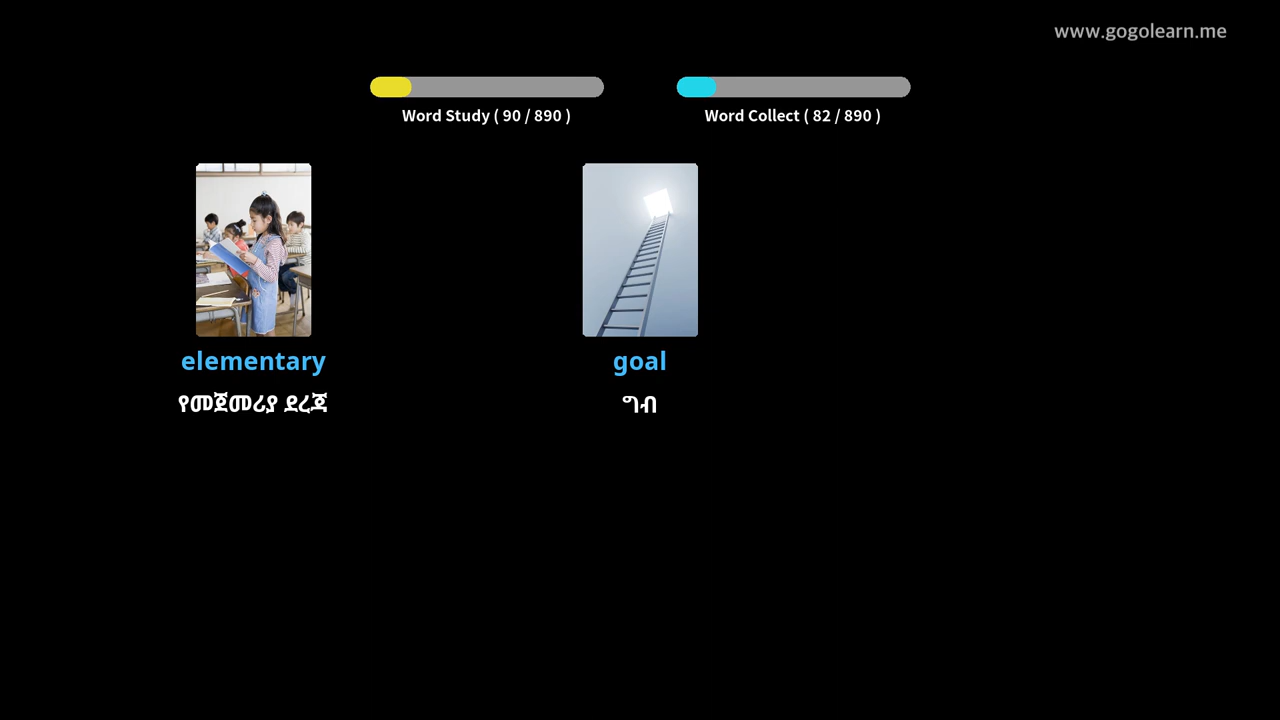 www.gogolearn.me
Word Study ( 90 / 890 )
Word Collect ( 82 / 890 )
elementary
የመጀመሪያ ደረጃ
goal
ግብ